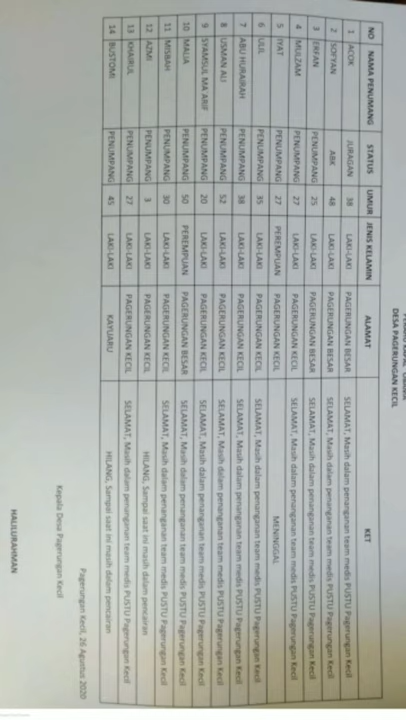 DESA PAGERUNGAN KECIL
NO NAMA PENUMANG STATUS UMUR JENIS KELAMIN ALAMAT KET
1 ACOK JURAGAN 38 LAKI-LAKI PAGERUNGAN BESAR SELAMAT, Masih dalam penanganan team medis PUSTU Pagerungan Kecil
2 SOFYAN ABK 48 LAKI-LAKI PAGERUNGAN BESAR SELAMAT, Masih dalam penanganan team medis PUSTU Pagerungan Kecil
3 ERFAN PENUMPANG 25 LAKI-LAKI PAGERUNGAN BESAR SELAMAT, Masih dalam penanganan team medis PUSTU Pagerungan Kecil
4 MULZAM PENUMPANG 27 LAKI-LAKI PAGERUNGAN KECIL SELAMAT, Masih dalam penanganan team medis PUSTU Pagerungan Kecil
5 IYAT PENUMPANG 27 PEREMPUAN PAGERUNGAN KECIL MENINGGAL
6 ULIL PENUMPANG 35 LAKI-LAKI PAGERUNGAN KECIL SELAMAT, Masih dalam penanganan team medis PUSTU Pagerungan Kecil
7 ABU HURAIRAH PENUMPANG 38 LAKI-LAKI PAGERUNGAN KECIL SELAMAT, Masih dalam penanganan team medis PUSTU Pagerungan Kecil
8 USMAN ALI PENUMPANG 52 LAKI-LAKI PAGERUNGAN KECIL SELAMAT, Masih dalam penanganan team medis PUSTU Pagerungan Kecil
9 SYAMSUL MA'ARIF PENUMPANG 20 LAKI-LAKI PAGERUNGAN KECIL SELAMAT, Masih dalam penanganan team medis PUSTU Pagerungan Kecil
10 MALIA PENUMPANG 50 PEREMPUAN PAGERUNGAN BESAR SELAMAT, Masih dalam penanganan team medis PUSTU Pagerungan Kecil
11 MISBAH PENUMPANG 30 LAKI-LAKI PAGERUNGAN KECIL SELAMAT, Masih dalam penanganan team medis PUSTU Pagerungan Kecil
12 AZMI PENUMPANG 3 LAKI-LAKI PAGERUNGAN KECIL HILANG, Sampai saat ini masih dalam pencairan
13 KHAIRUL PENUMPANG 27 LAKI-LAKI PAGERUNGAN KECIL SELAMAT, Masih dalam penanganan team medis PUSTU Pagerungan Kecil
14 BUSTOMI PENUMPANG 45 LAKI-LAKI KAYUARU HILANG, Sampai saat ini masih dalam pencairan
Pagerungan Kecil, 26 Agustus 2020
Kepala Desa Pagerungan Kecil
HALILURAHMAN